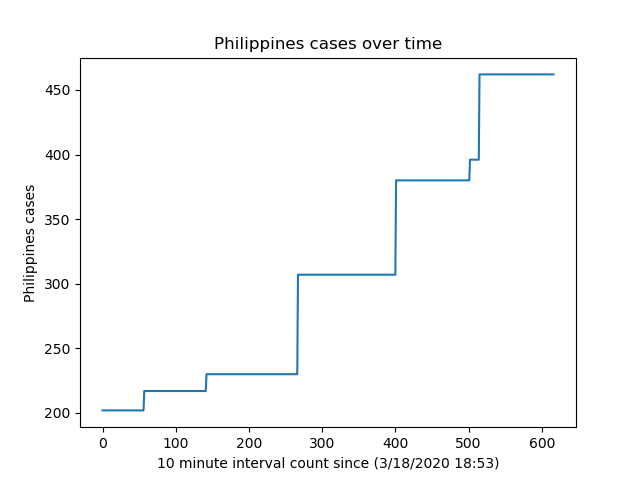 Philippines cases over time
450
400
350
300
250
200
Philippines cases
0 100 200 300 400 500 600
10 minute interval count since (3/18/2020 18:53)